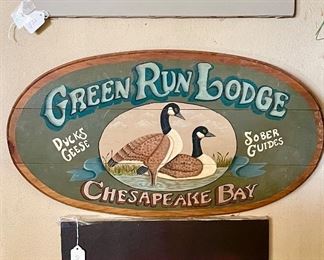 GREEN RUN LODGE
DUCKS
GEESE
SOBER
GUIDES
CHESAPEAKE BAY